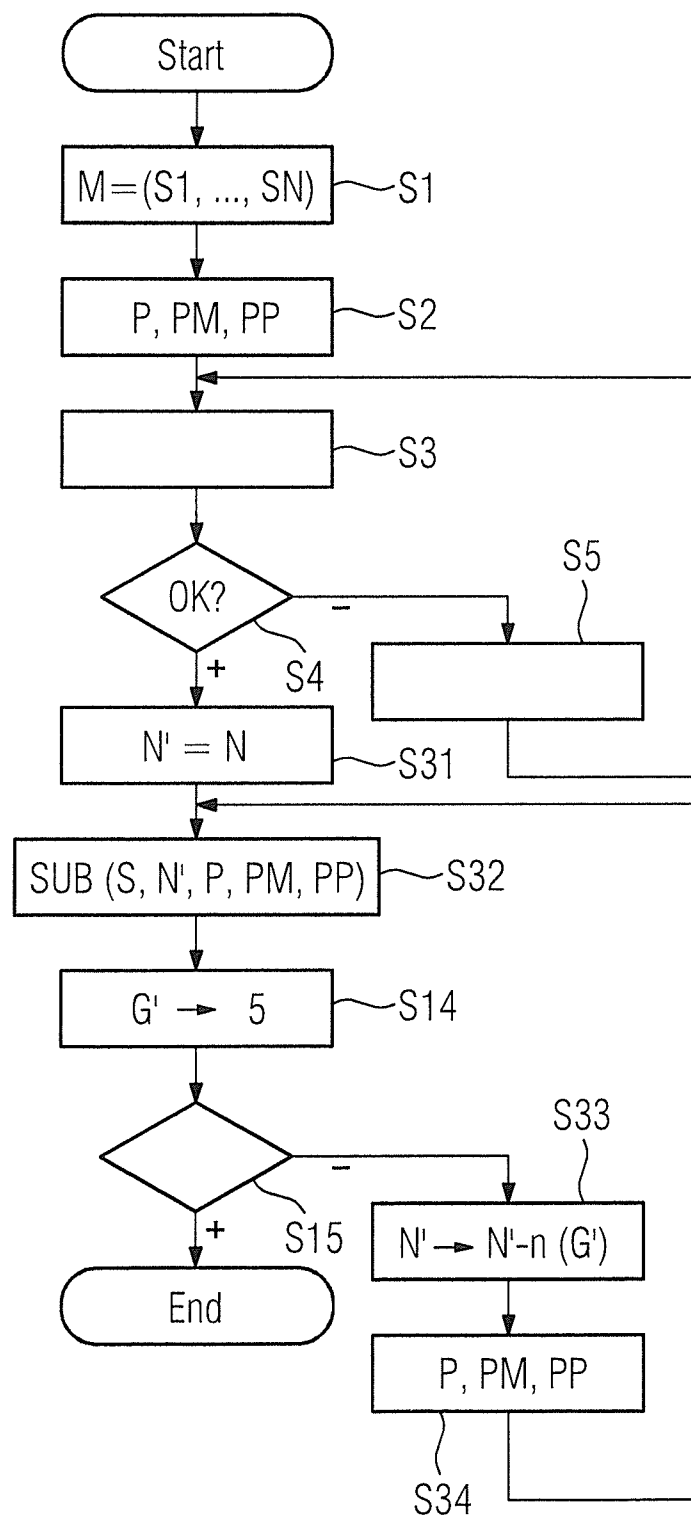 Start
M=(S1, ..., SN)
S1
P, PM, PP
S2
S3
S5
OK?
–
S4
+
N' = N
S31
SUB (S, N', P, PM, PP)
S32
G' → 5
S14
S33
–
S15
+
N' → N'-n (G')
End
P, PM, PP
S34